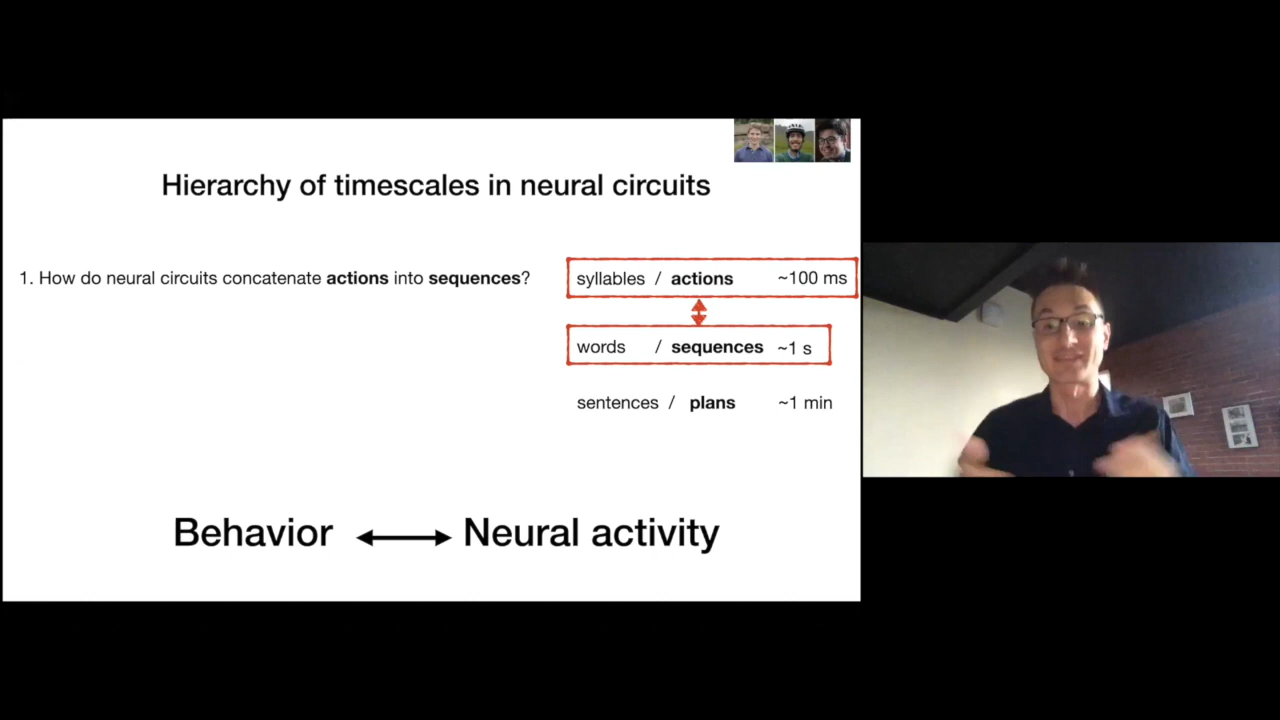 Hierarchy of timescales in neural circuits
1. How do neural circuits concatenate actions into sequences?
syllables / actions ~100 ms
words / sequences ~1 s
sentences / plans ~1 min
Behavior Neural activity